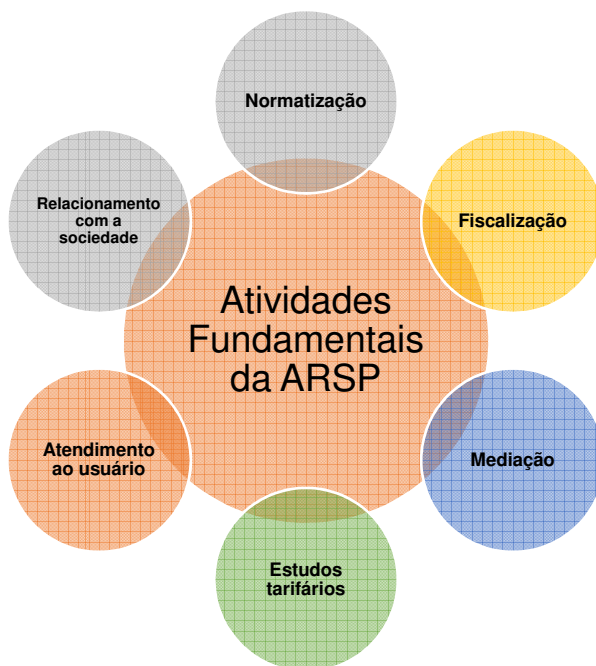 Normatização
Fiscalização
Mediação
Estudos
tarifários
Atendimento
ao usuário
Relacionamento
com a
sociedade
Atividades
Fundamentais
da ARSP